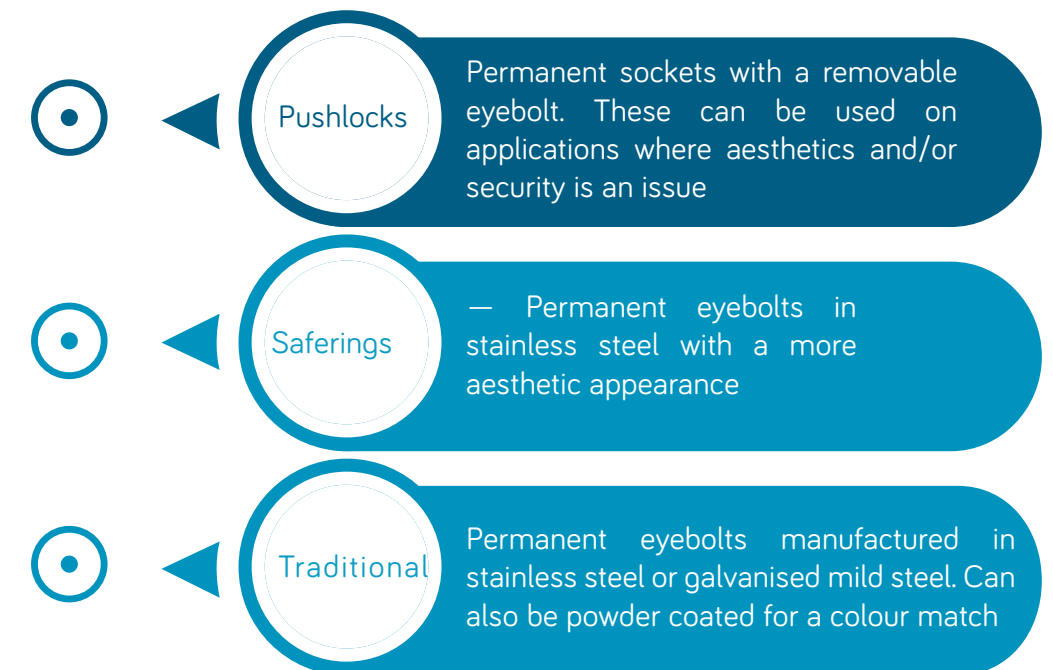 Pushlocks
Permanent sockets with a removable
eyebolt. These can be used on
applications where aesthetics and/or
security is an issue
Saferings
— Permanent eyebolts in
stainless steel with a more
aesthetic appearance
Traditional
Permanent eyebolts manufactured in
stainless steel or galvanised mild steel. Can
also be powder coated for a colour match